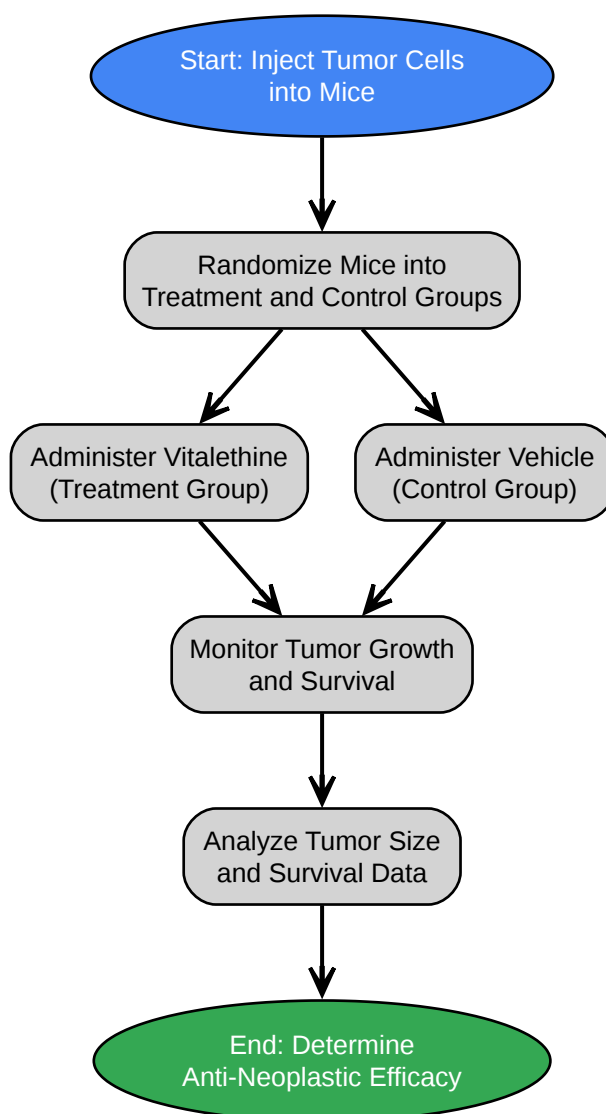 Start: Inject Tumor Cells
into Mice
Randomize Mice into
Treatment and Control Groups
Administer Vitalethine
(Treatment Group)
Administer Vehicle
(Control Group)
Monitor Tumor Growth
and Survival
Analyze Tumor Size
and Survival Data
End: Determine
Anti-Neoplastic Efficacy